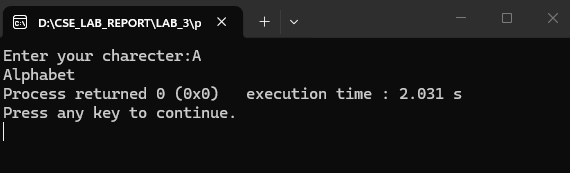 D:\CSE_LAB_REPORT\LAB_3\p
Enter your charecter:A
Alphabet
Process returned 0 (0x0)   execution time : 2.031 s
Press any key to continue.